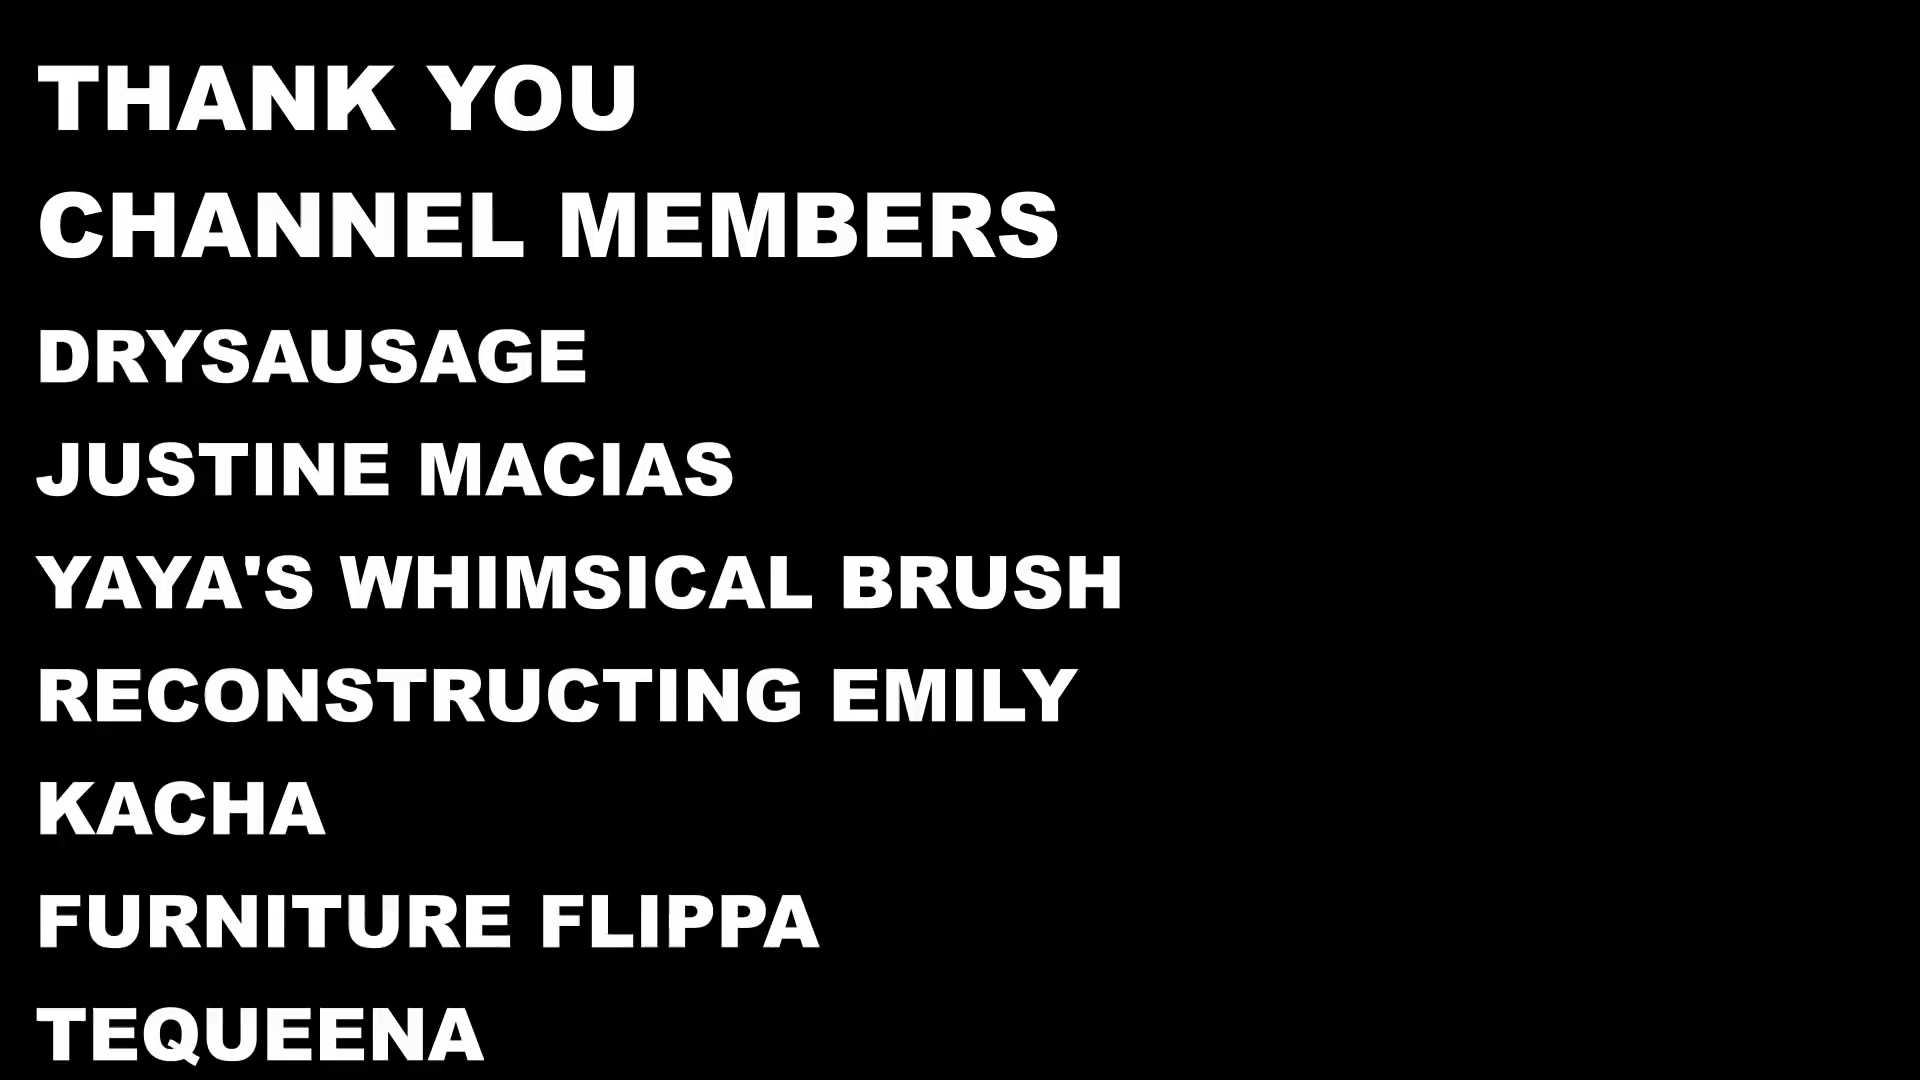 THANK YOU
CHANNEL MEMBERS
DRYSAUSAGE
JUSTINE MACIAS
YAYA'S WHIMSICAL BRUSH
RECONSTRUCTING EMILY
KACHA
FURNITURE FLIPPA
TEQUEENA